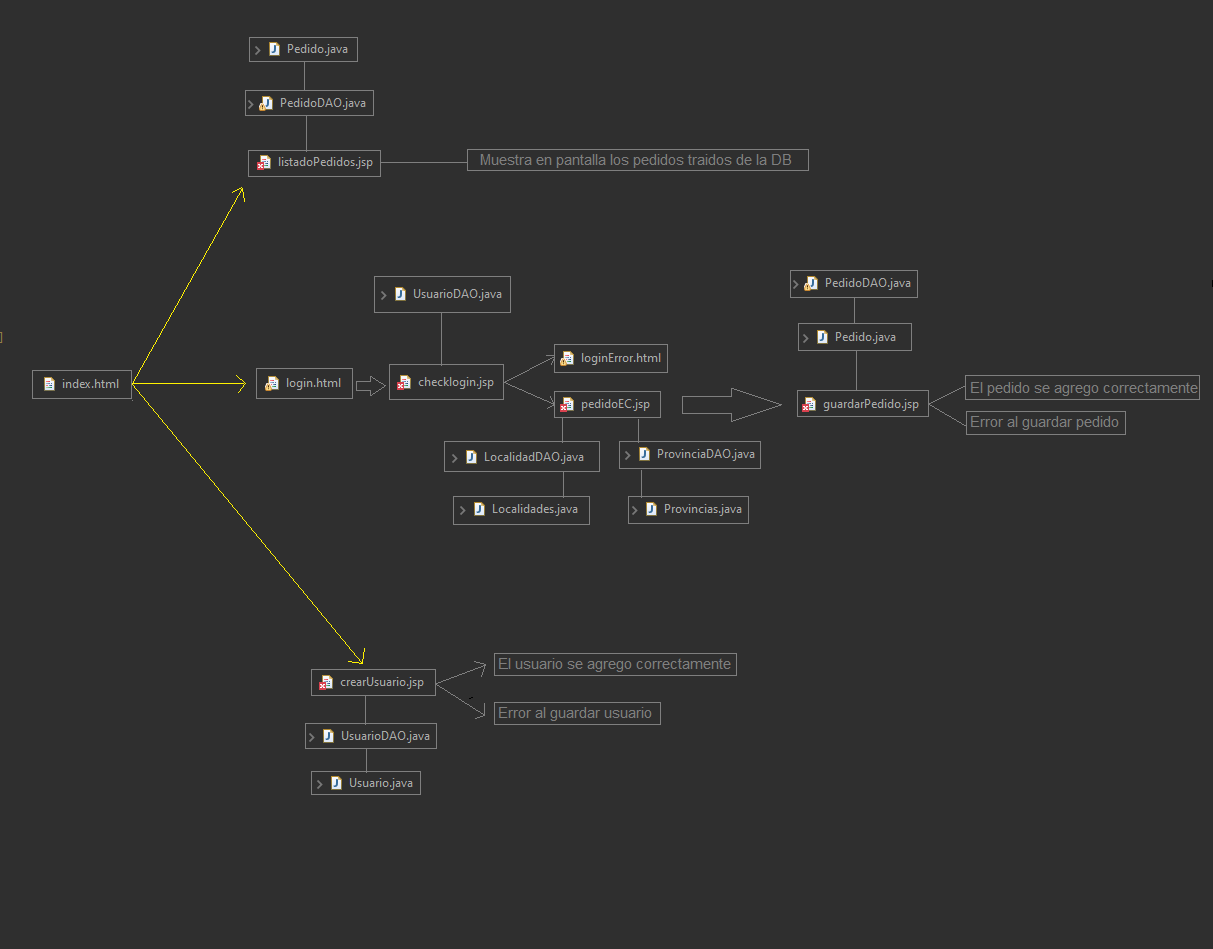 Pedido.java
PedidoDAO.java
listadoPedidos.jsp
Muestra en pantalla los pedidos traidos de la DB
UsuarioDAO.java
PedidoDAO.java
Pedido.java
index.html
login.html
checklogin.jsp
loginError.html
pedidoEC.jsp
guardarPedido.jsp
El pedido se agrego correctamente
Error al guardar pedido
LocalidadDAO.java
ProvinciaDAO.java
Localidades.java
Provincias.java
crearUsuario.jsp
El usuario se agrego correctamente
Error al guardar usuario
UsuarioDAO.java
Usuario.java